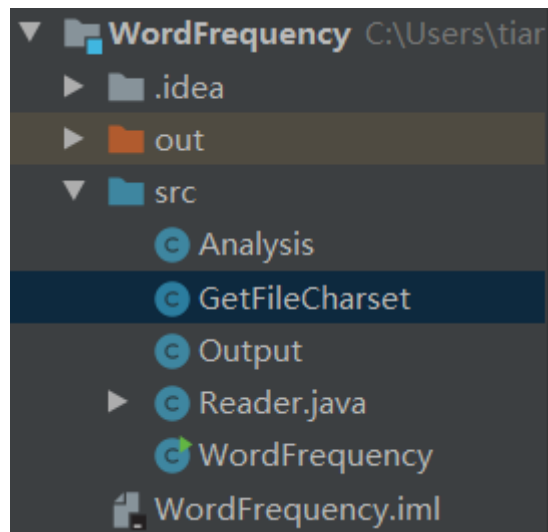 WordFrequency C:\Users\tiar
.idea
out
src
Analysis
GetFileCharset
Output
Reader.java
WordFrequency
WordFrequency.iml